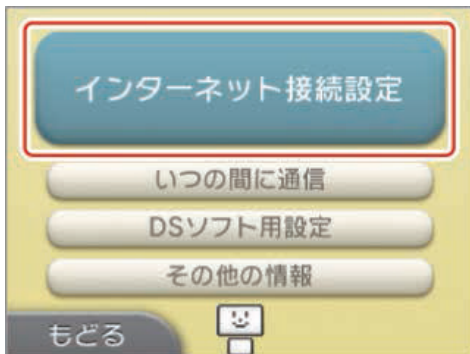 インターネット接続設定
いつの間に通信
DSソフト用設定
その他の情報
もどる